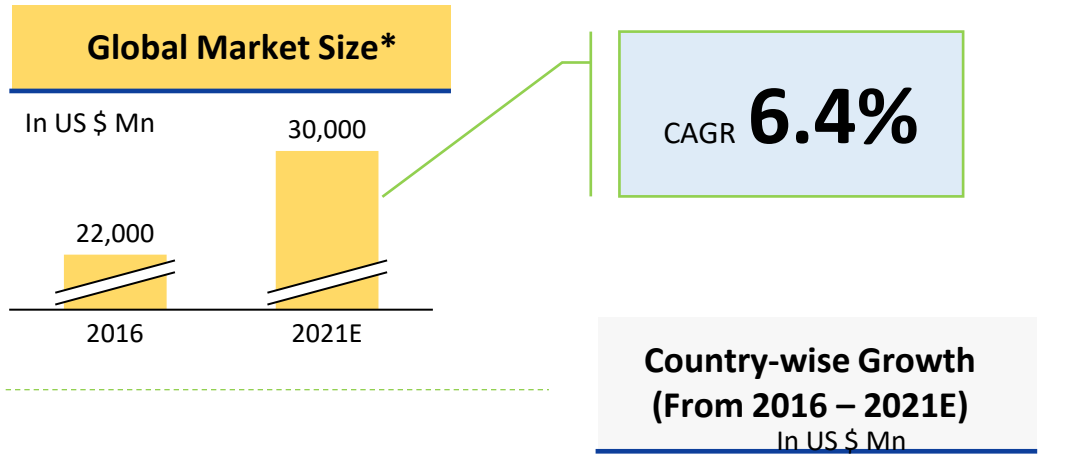 Global Market Size*
In US $ Mn
30,000
22,000
2016
2021E
CAGR 6.4%
Country-wise Growth
(From 2016 – 2021E)
In US $ Mn